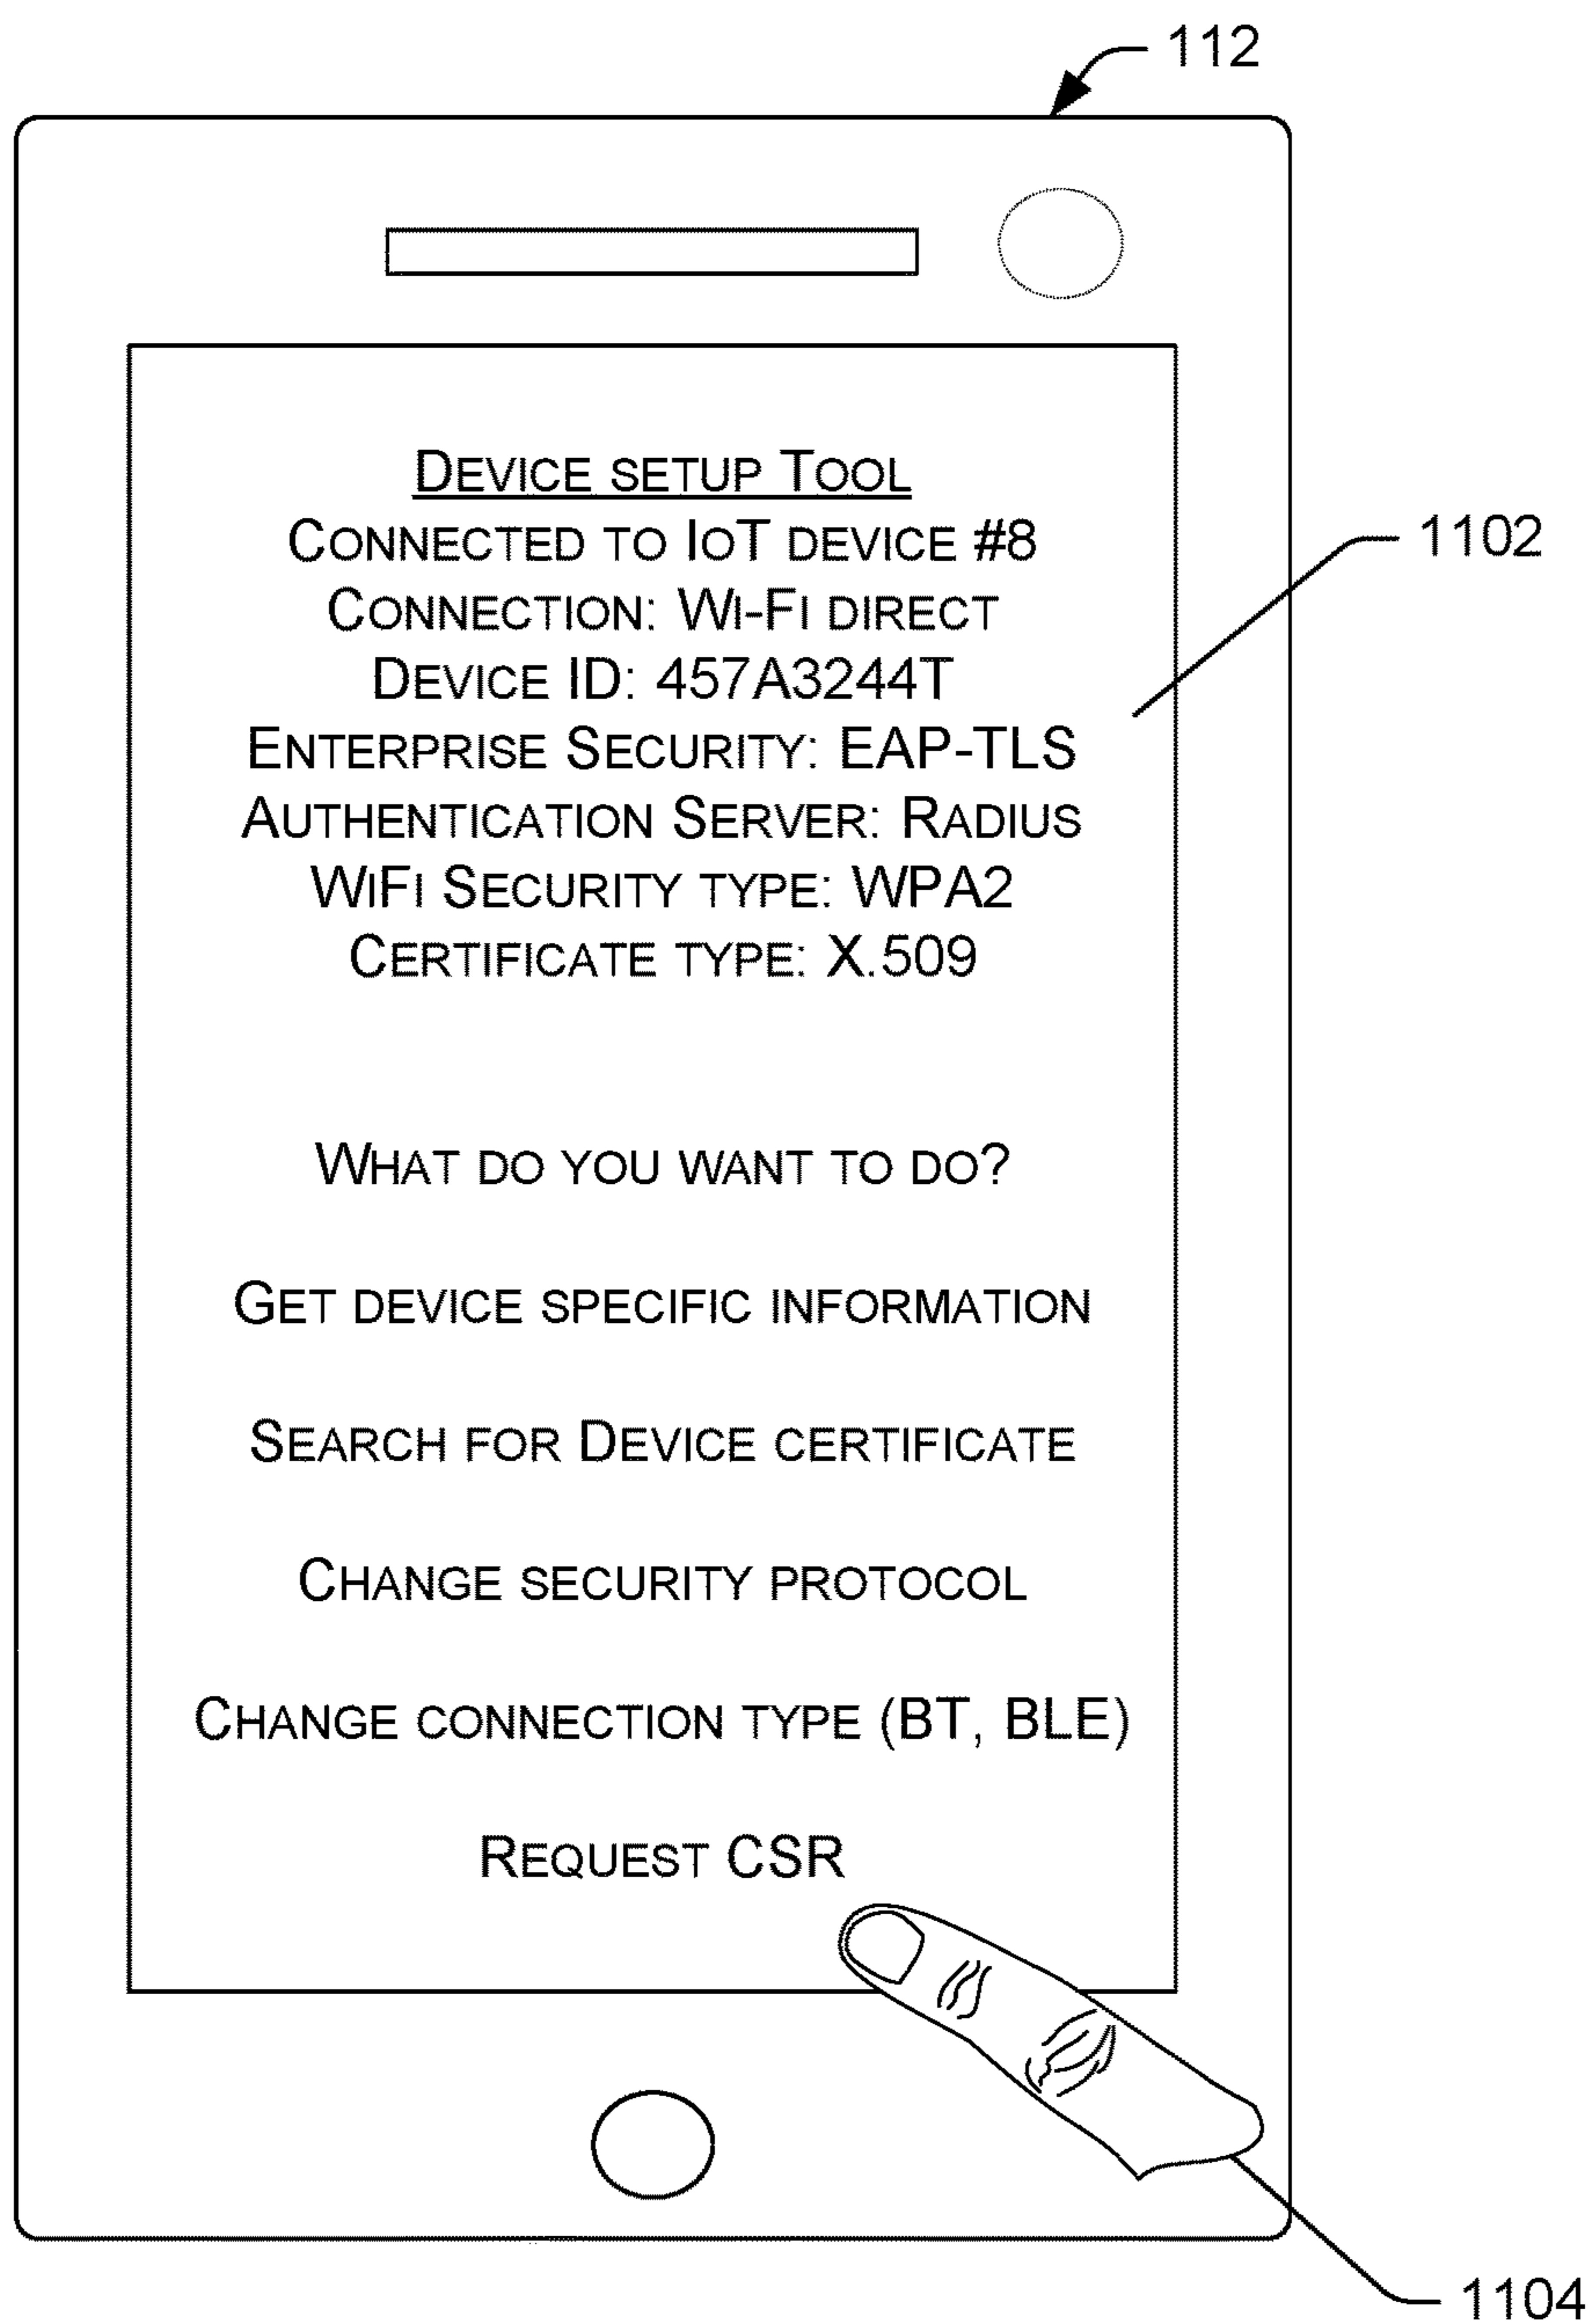 112
DEVICE SETUP TOOL
CONNECTED TO IOT DEVICE #8
1102
CONNECTION: WI-FI DIRECT
DEVICE ID: 457A3244T
ENTERPRISE SECURITY: EAP-TLS
AUTHENTICATION SERVER: RADIUS
WIFI SECURITY TYPE: WPA2
CERTIFICATE TYPE: X.509
WHAT DO YOU WANT TO DO?
GET DEVICE SPECIFIC INFORMATION
SEARCH FOR DEVICE CERTIFICATE
CHANGE SECURITY PROTOCOL
CHANGE CONNECTION TYPE (BT, BLE)
REQUEST CSR
1104